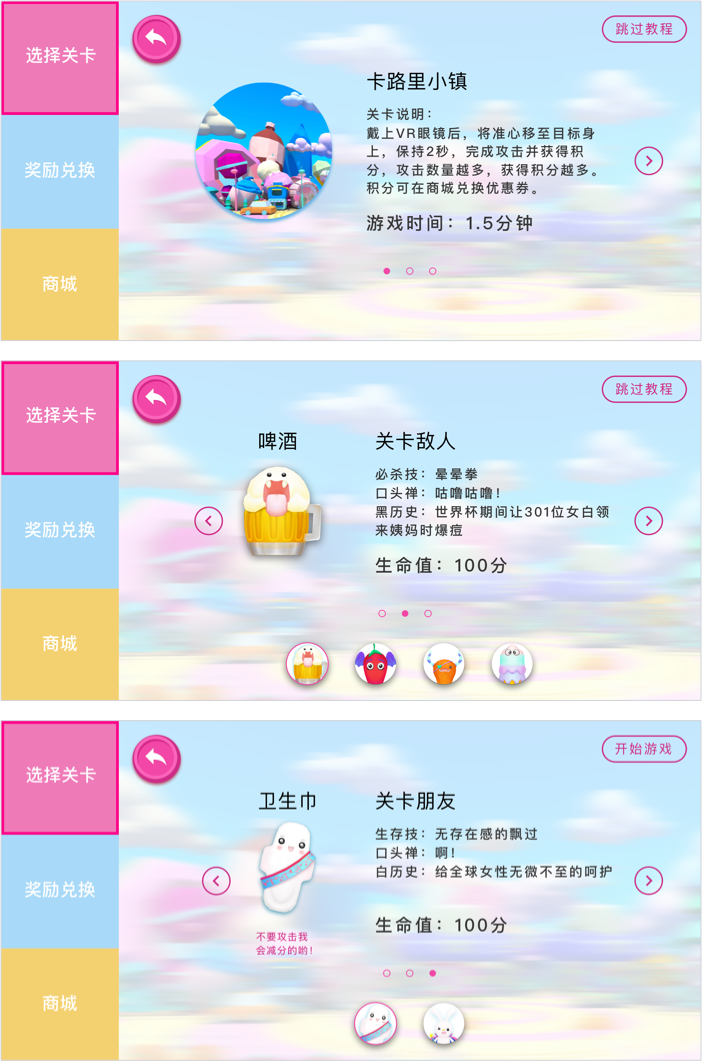 选择关卡
奖励兑换
商城
跳过教程
卡路里小镇
关卡说明：
戴上VR眼镜后，将准心移至目标身
上，保持2秒，完成攻击并获得积
分，攻击数量越多，获得积分越多。
积分可在商城兑换优惠券。
游戏时间：1.5分钟
选择关卡
奖励兑换
商城
跳过教程
啤酒
关卡敌人
必杀技：晕晕拳
口头禅：咕噜咕噜！
黑历史：世界杯期间让301位女白领
来姨妈时爆痘
生命值：100分
选择关卡
奖励兑换
商城
开始游戏
卫生巾
不要攻击我
会减分的哟！
关卡朋友
生存技：无存在感的飘过
口头禅：啊！
白历史：给全球女性无微不至的呵护
生命值：100分